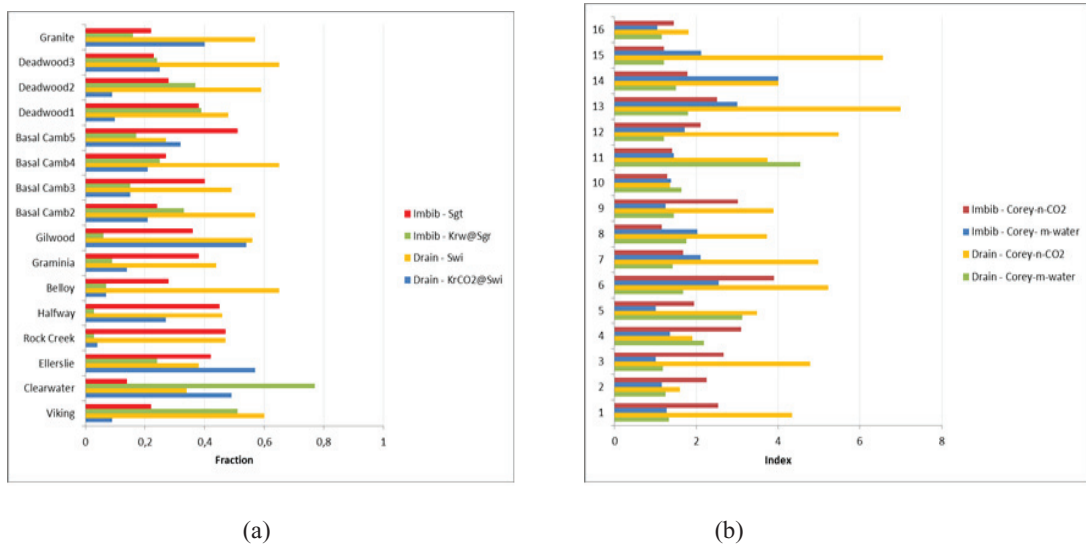 Granite
Deadwood3
Deadwood2
Deadwood1
Basal Camb5
Basal Camb4
Basal Camb3
Basal Camb2
Gilwood
Graminia
Belloy
Halfway
Rock Creek
Ellerslie
Clearwater
Viking
0 0,2 0,4 0,6 0,8 1
Fraction
Imbib - Sgt
Imbib - Krw@Sgr
Drain - Swi
Drain - KrCO2@Swi
(a)
16
15
14
13
12
11
10
9
8
7
6
5
4
3
2
1
0 2 4 6 8
Index
Imbib - Corey-n-CO2
Imbib - Corey- m-water
Drain - Corey-n-CO2
Drain - Corey-m-water
(b)